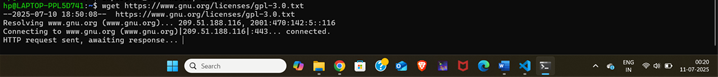 hp@LAPTOP-PPL5D741:~$ wget https://www.gnu.org/licenses/gpl-3.0.txt
--2025-07-10 18:50:08--  https://www.gnu.org/licenses/gpl-3.0.txt
Resolving www.gnu.org (www.gnu.org)... 209.51.188.116, 2001:470:142:5::116
Connecting to www.gnu.org (www.gnu.org)|209.51.188.116|:443... connected.
HTTP request sent, awaiting response...
Search
ENG
IN
00:20
11-07-2025